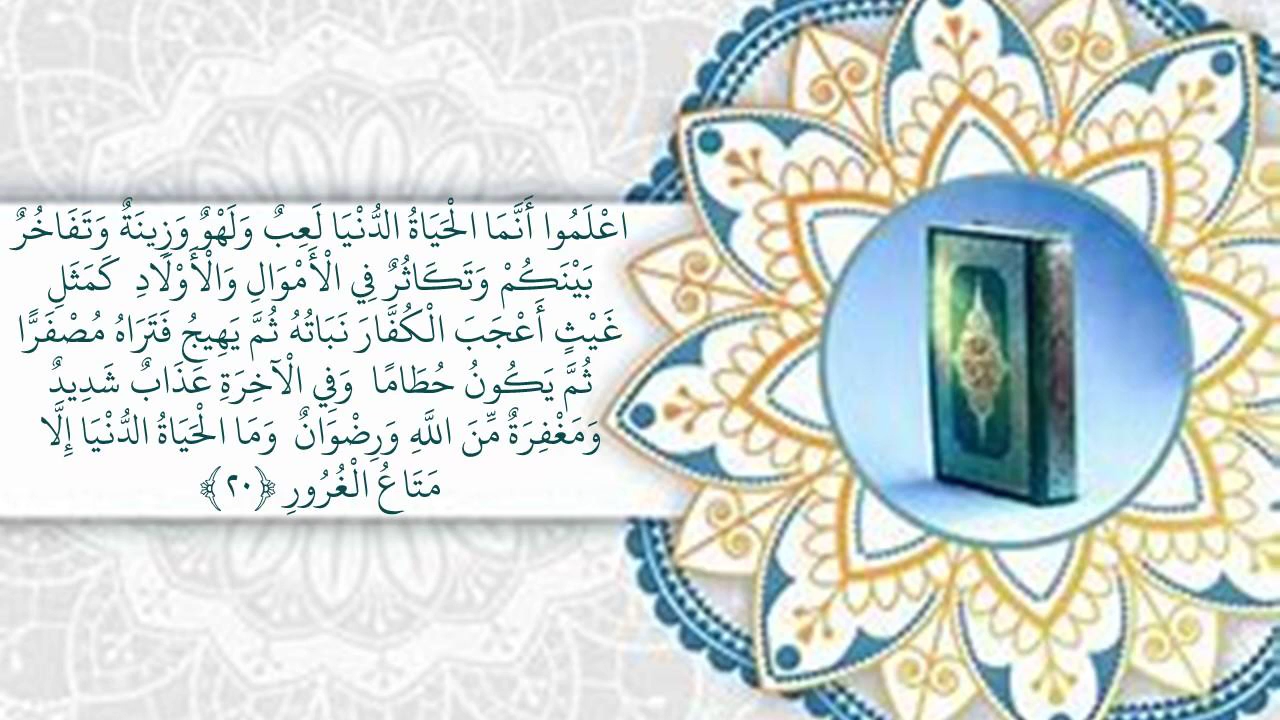 اعْلَمُوا أَنَّمَا الْحَيَاةُ الدُّنْيَا لَعِبٌ وَلَهْوٌ وَزِينَةٌ وَتَفَاخُرٌ
بَيْنَكُمْ وَتَكَاثُرٌ فِي الْأَمْوَالِ وَالْأَوْلَادِ كَمَثَلِ
غَيْثٍ أَعْجَبَ الْكُفَّارَ نَبَاتُهُ ثُمَّ يَهِيجُ فَتَرَاهُ مُصْفَرًّا
ثُمَّ يَكُونُ حُطَامًا وَفِي الْآخِرَةِ عَذَابٌ شَدِيدٌ
وَمَغْفِرَةٌ مِّنَ اللَّهِ وَرِضْوَانٌ وَمَا الْحَيَاةُ الدُّنْيَا إِلَّا
مَتَاعُ الْغُرُورِ ﴿٢٠﴾